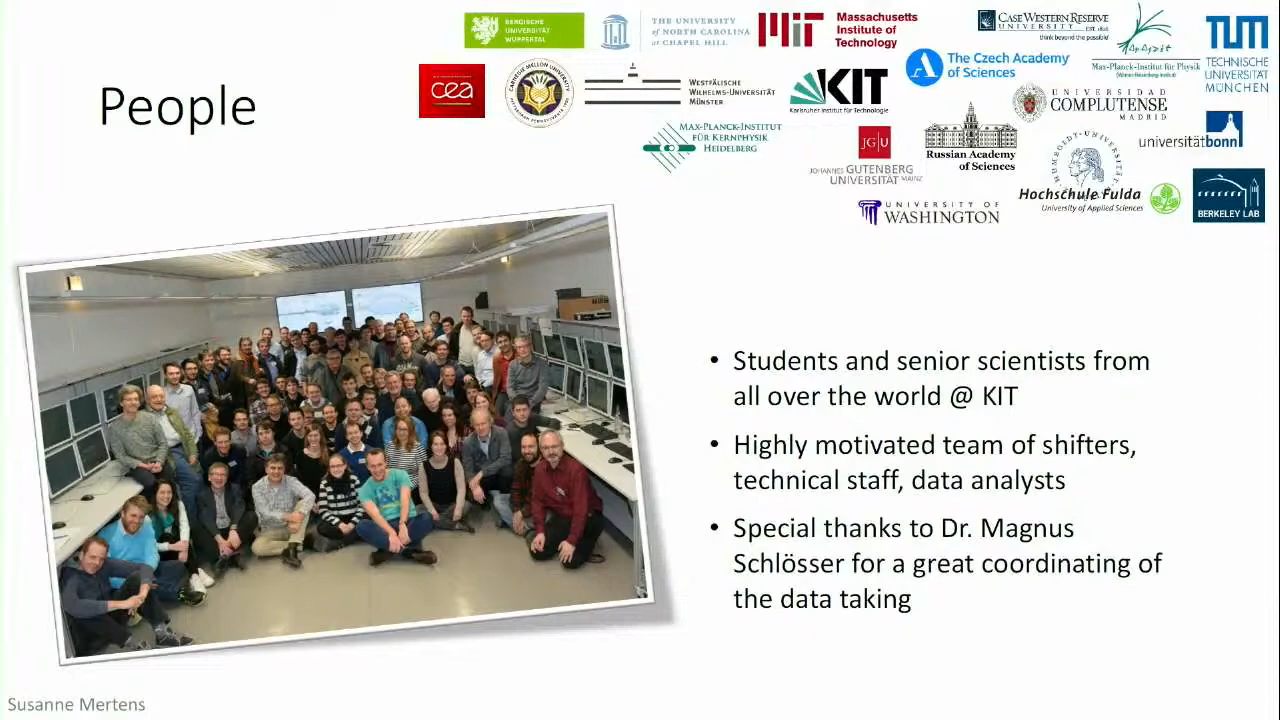 BERGISCHE
UNIVERSITÄT
WUPPERTAL
THE UNIVERSITY
of NORTH CAROLINA
at CHAPEL HILL
MIT
Massachusetts
Institute of
Technology
CASE WESTERN RESERVE
UNIVERSITY EST. 1826
think beyond the possible
Max-Planck-Institut für Physik
(Werner-Heisenberg-Institut)
TUM
TECHNISCHE
UNIVERSITÄT
MÜNCHEN
The Czech Academy
of Sciences
cea
CARNEGIE MELLON UNIVERSITY
WESTFÄLISCHE
WILHELMS-UNIVERSITÄT
MÜNSTER
KIT
Karlsruher Institut für Technologie
UNIVERSIDAD
COMPLUTENSE
MADRID
People
MAX-PLANCK-INSTITUT
FÜR KERNPHYSIK
HEIDELBERG
JG|U
JOHANNES GUTENBERG
UNIVERSITÄT MAINZ
Russian Academy
of Sciences
universitätbonn
Hochschule Fulda
University of Applied Sciences
UNIVERSITY OF
WASHINGTON
BERKELEY LAB
• Students and senior scientists from
all over the world @ KIT
• Highly motivated team of shifters,
technical staff, data analysts
• Special thanks to Dr. Magnus
Schlösser for a great coordinating of
the data taking
Susanne Mertens